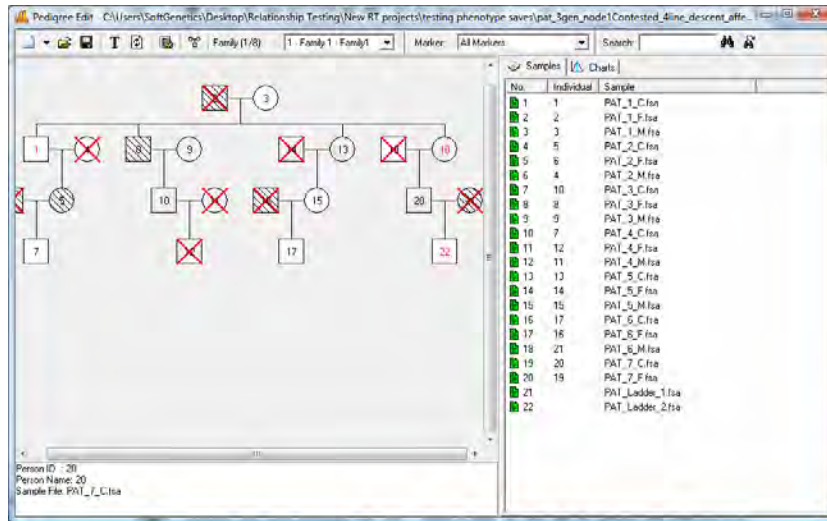 Pedigree Edit - C:\Users\SoftGenetics\Desktop\Relationship Testing\New RT projects\testing phenotype saves\pat_3gen_node1Contested_4line_descent_affe...
T Family (1/8) 1 - Family 1 - Family1 Marker: All Markers Search:
Samples Charts
No. Individual Sample
1 1 PAT_1_C.fsa
2 2 PAT_1_F.fsa
3 3 PAT_1_M.fsa
4 5 PAT_2_C.fsa
5 6 PAT_2_F.fsa
6 4 PAT_2_M.fsa
7 10 PAT_3_C.fsa
8 8 PAT_3_F.fsa
9 9 PAT_3_M.fsa
10 7 PAT_4_C.fsa
11 12 PAT_4_F.fsa
12 11 PAT_4_M.fsa
13 13 PAT_5_C.fsa
14 14 PAT_5_F.fsa
15 15 PAT_5_M.fsa
16 17 PAT_6_C.fsa
17 16 PAT_6_F.fsa
18 21 PAT_6_M.fsa
19 20 PAT_7_C.fsa
20 19 PAT_7_F.fsa
21 PAT_Ladder_1.fsa
22 PAT_Ladder_2.fsa
3
1 8 9 13 18
5 10 15 20
7 17 22
Person ID : 20
Person Name: 20
Sample File: PAT_7_C.fsa